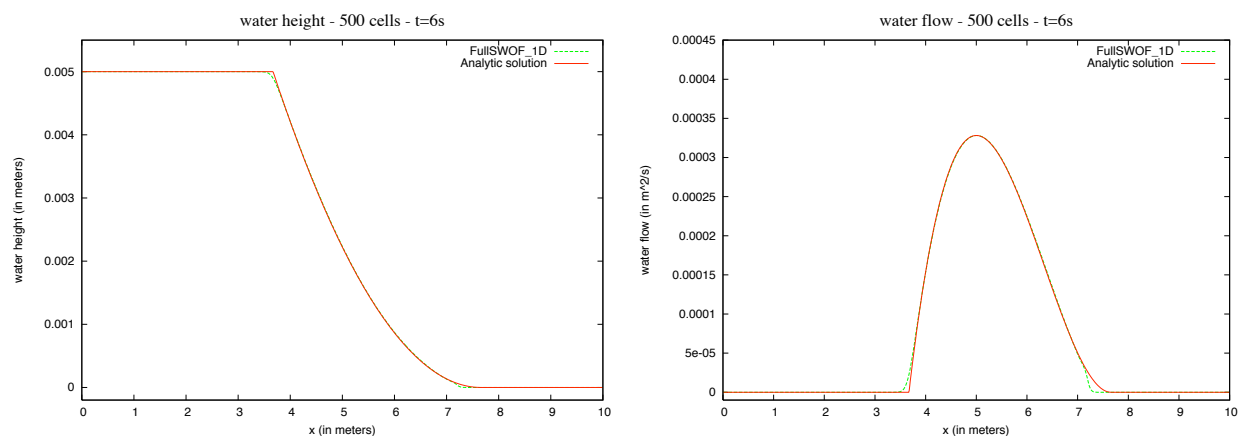 water height - 500 cells - t=6s
FullSWOF_1D
Analytic solution
0.005
0.004
0.003
0.002
0.001
0
water height (in meters)
0 1 2 3 4 5 6 7 8 9 10
x (in meters)
water flow - 500 cells - t=6s
FullSWOF_1D
Analytic solution
0.00045
0.0004
0.00035
0.0003
0.00025
0.0002
0.00015
0.0001
5e-05
0
water flow (in m^2/s)
0 1 2 3 4 5 6 7 8 9 10
x (in meters)